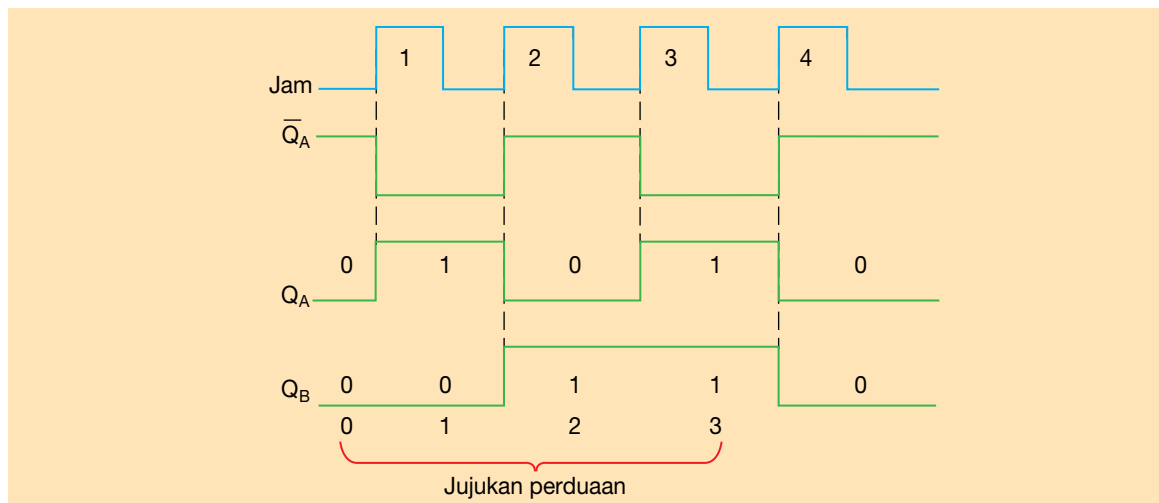 1 2 3 4
Jam
Q̅A
0 1 0 1 0
QA
QB 0 0 1 1 0
0 1 2 3
Jujukan perduaan